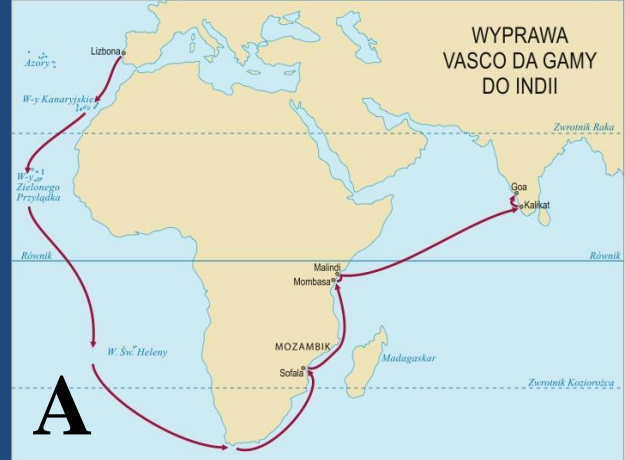 WYPRAWA
VASCO DA GAMY
DO INDII
Lizbona
Azory
W-y Kanaryjskie
Zwrotnik Raka
W-y
Zielonego
Przylądka
Goa
Kalikat
Równik
Równik
Malindi
Mombasa
MOZAMBIK
W. Św. Heleny
Madagaskar
Sofala
Zwrotnik Koziorożca
A